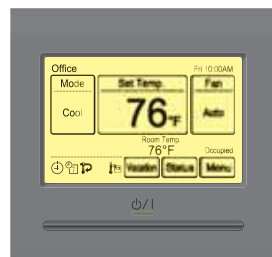 Office Fri 10:00AM
Mode Set Temp. Fan
Cool 76°F Auto
Room Temp.
76°F Occupied
Vacation Status Menu